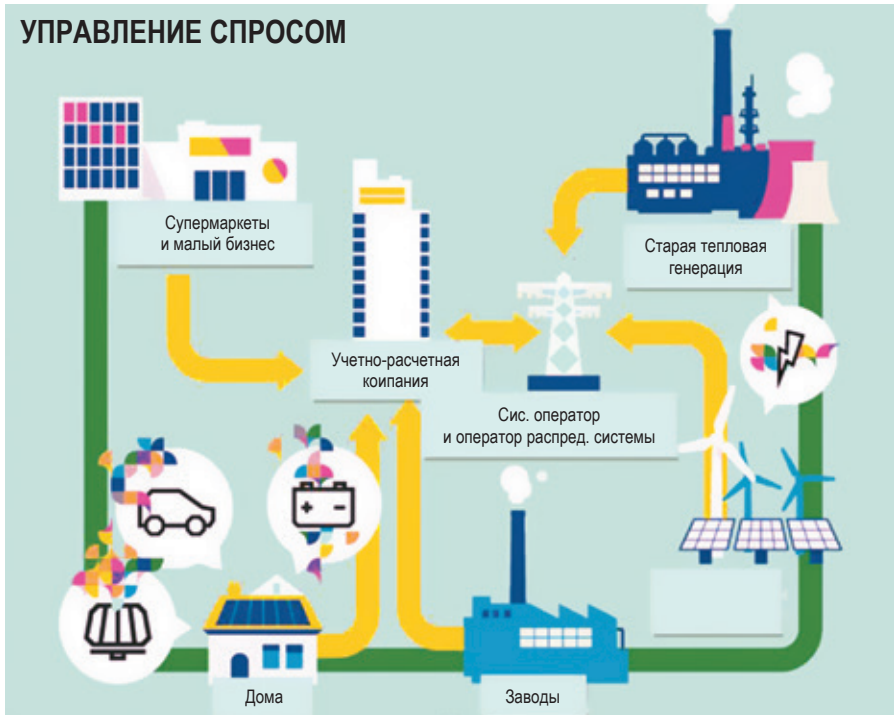 УПРАВЛЕНИЕ СПРОСОМ
Супермаркеты
и малый бизнес
Старая тепловая
генерация
Учетно-расчетная
коипания
Сис. оператор
и оператор распред. системы
Дома
Заводы